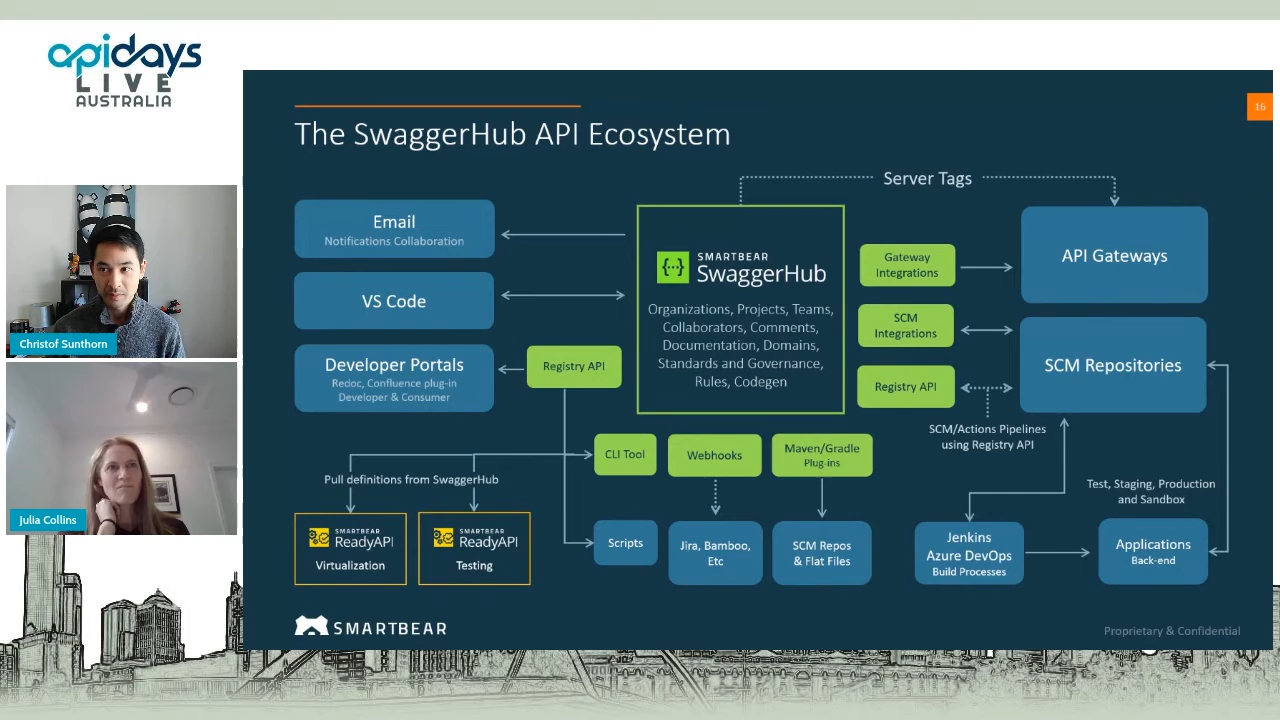 apidays
LIVE
AUSTRALIA
16
The SwaggerHub API Ecosystem
Server Tags
Email
Notifications Collaboration
VS Code
Developer Portals
Redoc, Confluence plug-in
Developer & Consumer
Registry API
SMARTBEAR
SwaggerHub
Organizations, Projects, Teams,
Collaborators, Comments,
Documentation, Domains,
Standards and Governance,
Rules, Codegen
Gateway
Integrations
SCM
Integrations
Registry API
API Gateways
SCM Repositories
SCM/Actions Pipelines
using Registry API
Christof Sunthorn
Julia Collins
Pull definitions from SwaggerHub
CLI Tool
Webhooks
Maven/Gradle
Plug-ins
Test, Staging, Production
and Sandbox
SMARTBEAR
ReadyAPI
Virtualization
SMARTBEAR
ReadyAPI
Testing
Scripts
Jira, Bamboo,
Etc
SCM Repos
& Flat Files
Jenkins
Azure DevOps
Build Processes
Applications
Back-end
SMARTBEAR
Proprietary & Confidential